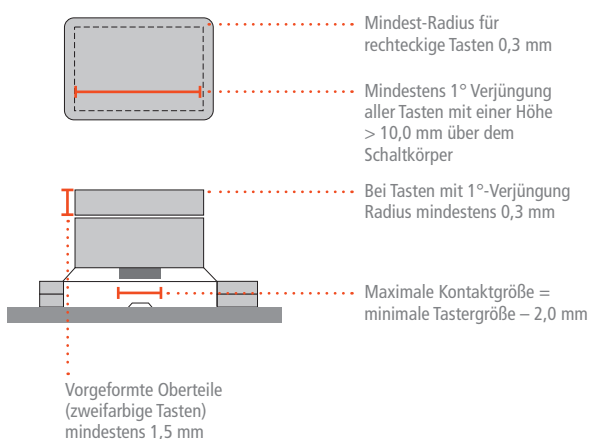 Mindest-Radius für
rechteckige Tasten 0,3 mm
Mindestens 1° Verjüngung
aller Tasten mit einer Höhe
> 10,0 mm über dem
Schaltkörper
Bei Tasten mit 1°-Verjüngung
Radius mindestens 0,3 mm
Maximale Kontaktgröße =
minimale Tastergröße – 2,0 mm
Vorgeformte Oberteile
(zweifarbige Tasten)
mindestens 1,5 mm